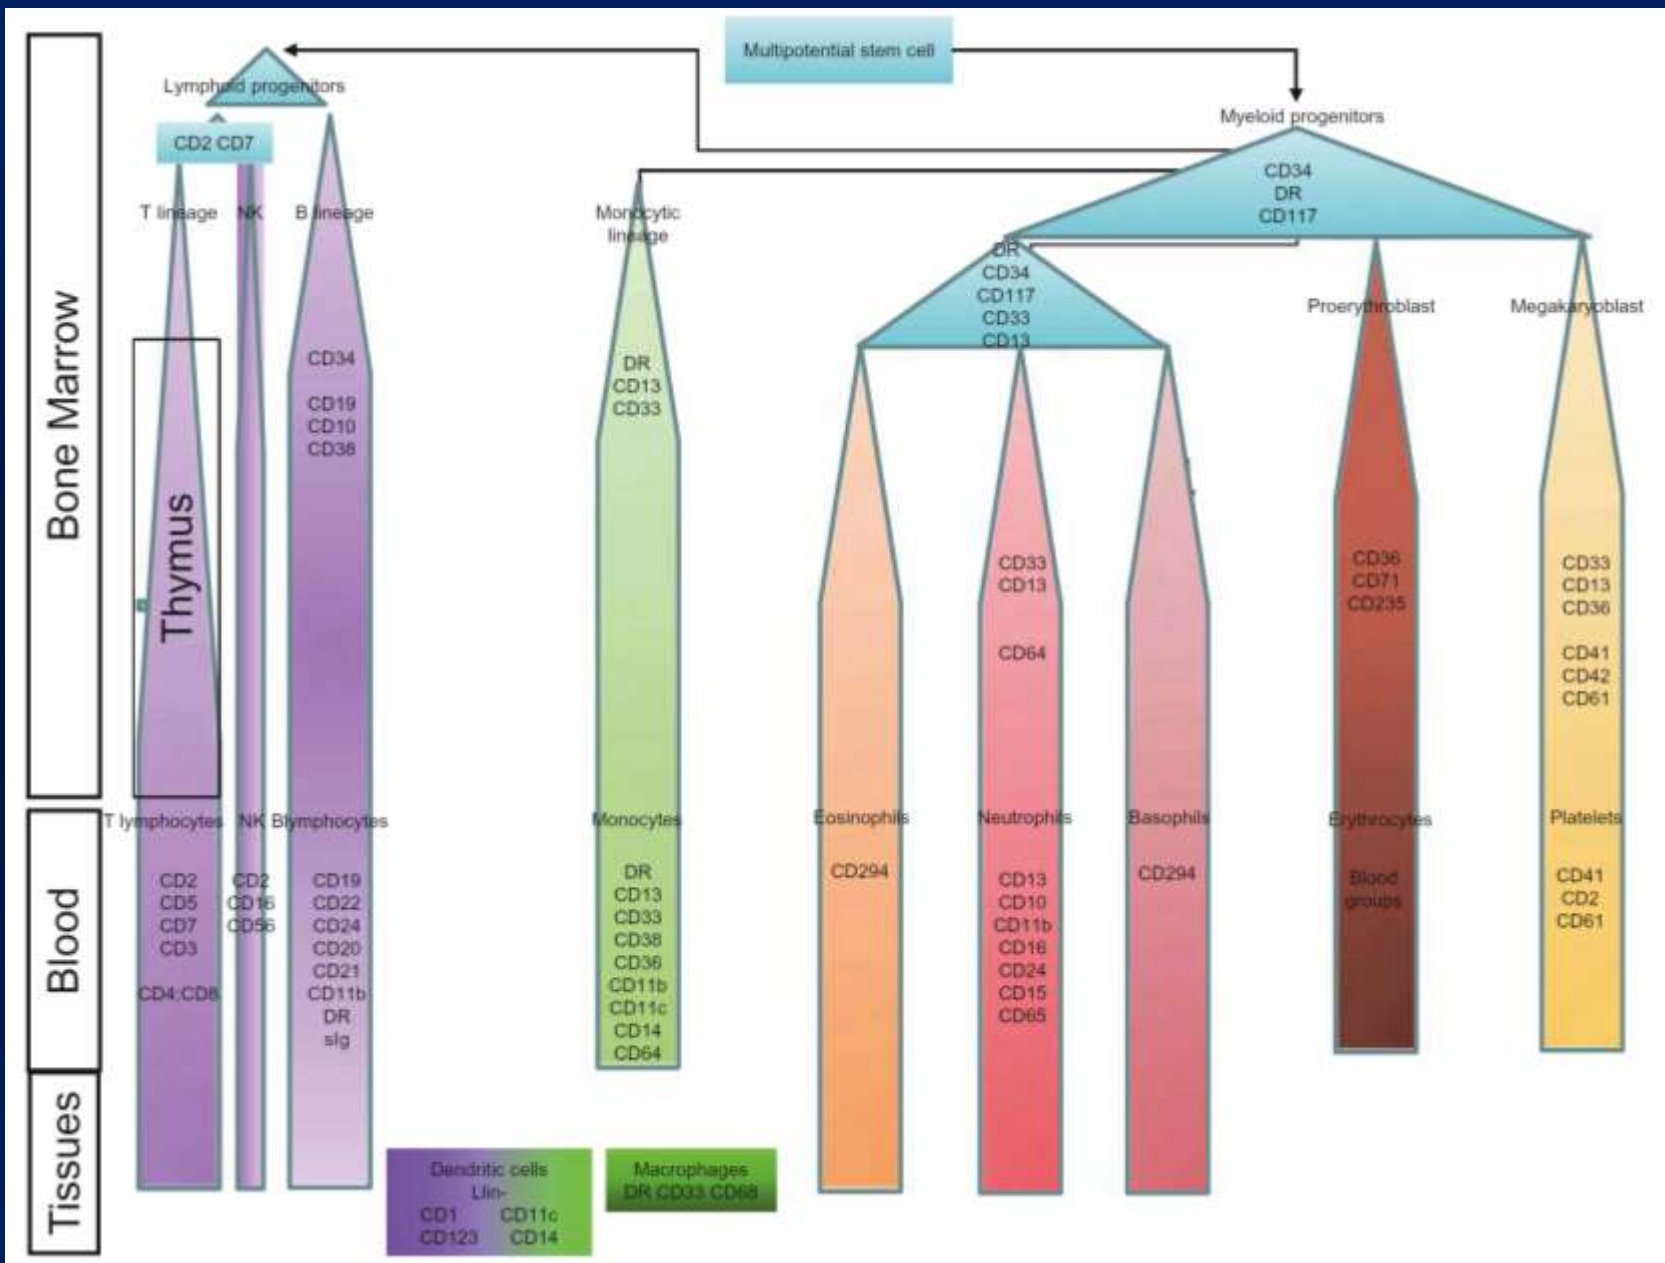 Multipotential stem cell
Lymphoid progitors
Myeloid progenitors
CD2 CD7
CD34
DR
CD117
T lineage
NK
B lineage
Monocytic
lineage
DR
CD34
CD117
CD33
CD13
Proerythroblast
Megakaryoblast
Bone Marrow
Thymus
CD34
CD19
CD10
CD38
DR
CD13
CD33
CD33
CD13
CD64
CD36
CD71
CD235
CD33
CD13
CD36
CD41
CD42
CD61
Blood
T lymphocytes
NK
Blymphocytes
Monocytes
Eosinophils
Neutrophils
Basophils
Erythrocytes
Platelets
CD2
CD5
CD7
CD3
CD4:CD8
CD2
CD16
CD56
CD19
CD22
CD24
CD20
CD21
CD11b
DR
sIg
DR
CD13
CD33
CD38
CD36
CD11b
CD11c
CD14
CD64
CD294
CD13
CD10
CD11b
CD16
CD24
CD15
CD65
CD294
Blood
groups
CD41
CD2
CD61
Tissues
Dendritic cells
Llin-
CD1 CD11c
CD123 CD14
Macrophages
DR CD33 CD68